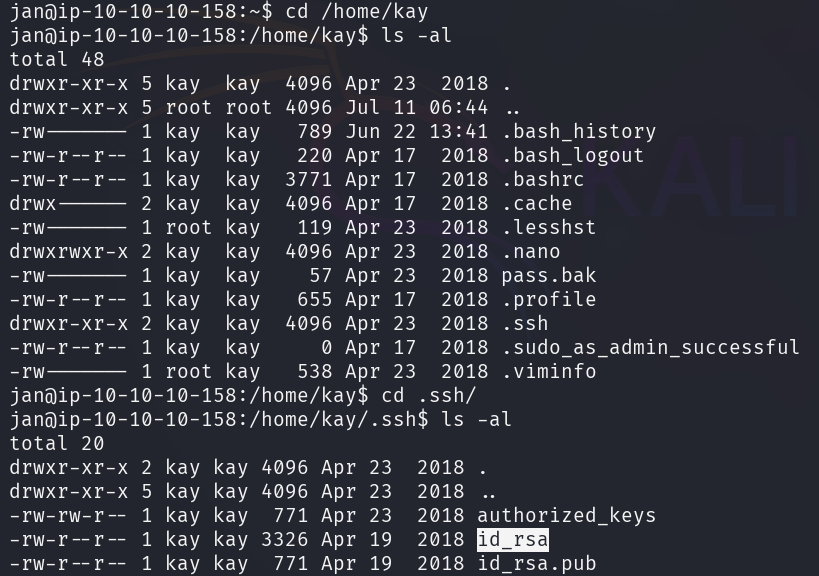 jan@ip-10-10-10-158:~$ cd /home/kay
jan@ip-10-10-10-158:/home/kay$ ls -al
total 48
drwxr-xr-x 5 kay  kay  4096 Apr 23  2018 .
drwxr-xr-x 5 root root 4096 Jul 11 06:44 ..
-rw------- 1 kay  kay   789 Jun 22 13:41 .bash_history
-rw-r--r-- 1 kay  kay   220 Apr 17  2018 .bash_logout
-rw-r--r-- 1 kay  kay  3771 Apr 17  2018 .bashrc
drwx------ 2 kay  kay  4096 Apr 17  2018 .cache
-rw------- 1 root kay   119 Apr 23  2018 .lesshst
drwxrwxr-x 2 kay  kay  4096 Apr 23  2018 .nano
-rw------- 1 kay  kay    57 Apr 23  2018 pass.bak
-rw-r--r-- 1 kay  kay   655 Apr 17  2018 .profile
drwxr-xr-x 2 kay  kay  4096 Apr 23  2018 .ssh
-rw-r--r-- 1 kay  kay     0 Apr 17  2018 .sudo_as_admin_successful
-rw------- 1 root kay   538 Apr 23  2018 .viminfo
jan@ip-10-10-10-158:/home/kay$ cd .ssh/
jan@ip-10-10-10-158:/home/kay/.ssh$ ls -al
total 20
drwxr-xr-x 2 kay kay 4096 Apr 23  2018 .
drwxr-xr-x 5 kay kay 4096 Apr 23  2018 ..
-rw-rw-r-- 1 kay kay  771 Apr 23  2018 authorized_keys
-rw-r--r-- 1 kay kay 3326 Apr 19  2018 id_rsa
-rw-r--r-- 1 kay kay  771 Apr 19  2018 id_rsa.pub
KALI